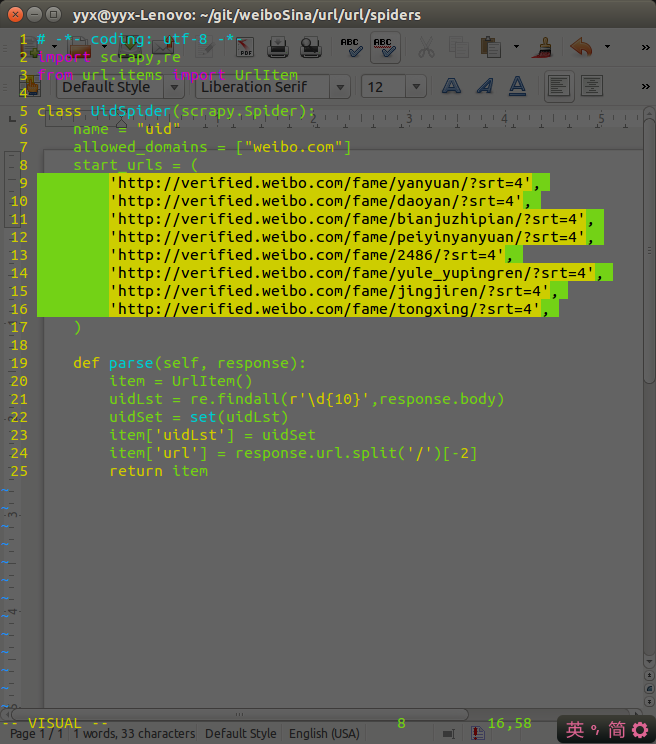 yyx@yyx-Lenovo: ~/git/weiboSina/url/url/spiders
1 # -*- coding: utf-8 -*
2 import scrapy,re
3 from url.items import UrlItem
Default Style Liberation Serif 12
4
5 class UidSpider(scrapy.Spider):
6 name = "uid"
7 allowed_domains = ["weibo.com"]
8 start_urls = (
9 'http://verified.weibo.com/fame/yanyuan/?srt=4',
10 'http://verified.weibo.com/fame/daoyan/?srt=4',
11 'http://verified.weibo.com/fame/bianjuzhipian/?srt=4',
12 'http://verified.weibo.com/fame/peiyinyanyuan/?srt=4',
13 'http://verified.weibo.com/fame/2486/?srt=4',
14 'http://verified.weibo.com/fame/yule_yupingren/?srt=4',
15 'http://verified.weibo.com/fame/jingjiren/?srt=4',
16 'http://verified.weibo.com/fame/tongxing/?srt=4',
17 )
18
19 def parse(self, response):
20 item = UrlItem()
21 uidLst = re.findall(r'\d{10}',response.body)
22 uidSet = set(uidLst)
23 item['uidLst'] = uidSet
24 item['url'] = response.url.split('/')[-2]
25 return item
-- VISUAL -- 8 16,58
Page 1 / 1 1 words, 33 characters Default Style English (USA)
英 简